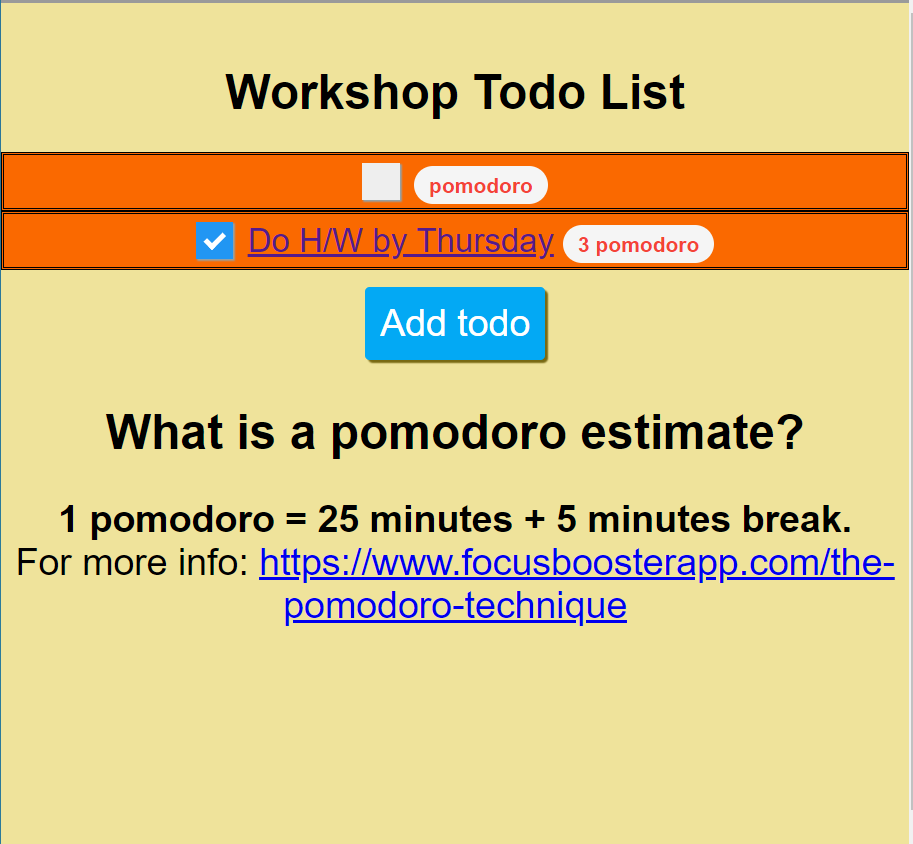 Workshop Todo List
pomodoro
Do H/W by Thursday 3 pomodoro
Add todo
What is a pomodoro estimate?
1 pomodoro = 25 minutes + 5 minutes break.
For more info: https://www.focusboosterapp.com/the-
pomodoro-technique